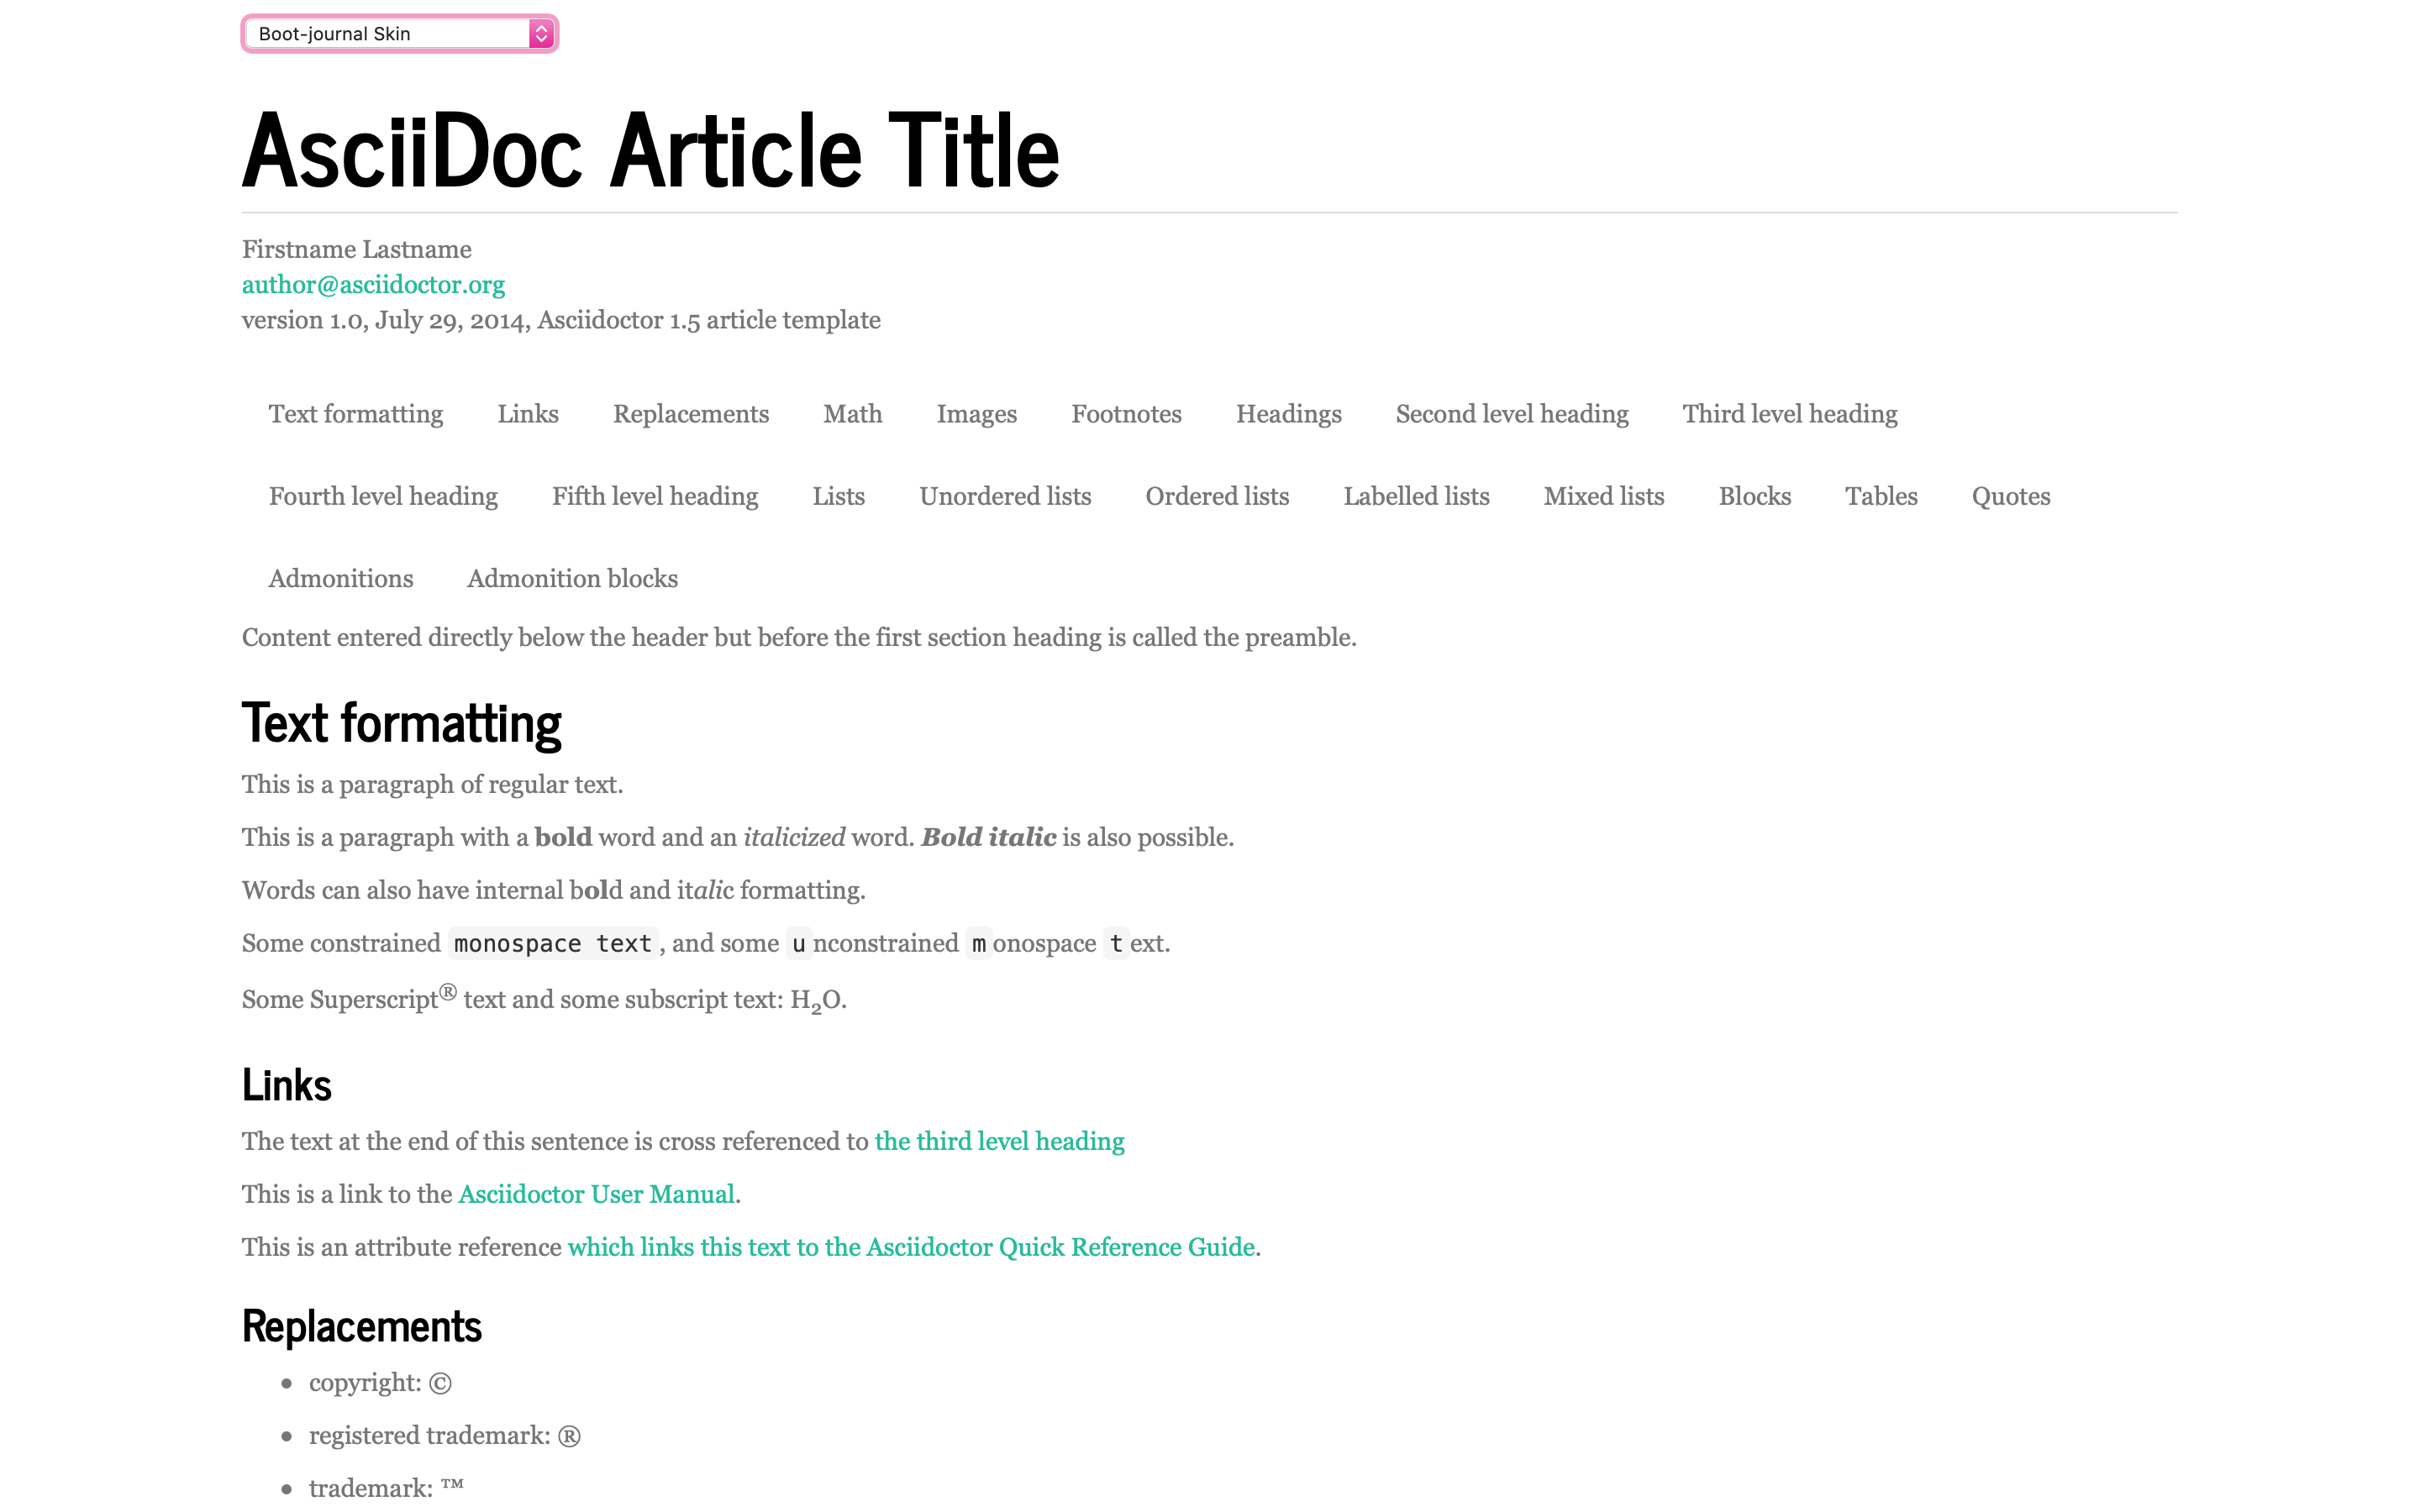 Boot-journal Skin
AsciiDoc Article Title
Firstname Lastname
author@asciidoctor.org
version 1.0, July 29, 2014, Asciidoctor 1.5 article template
Text formatting Links Replacements Math Images Footnotes Headings Second level heading Third level heading
Fourth level heading Fifth level heading Lists Unordered lists Ordered lists Labelled lists Mixed lists Blocks Tables Quotes
Admonitions Admonition blocks
Content entered directly below the header but before the first section heading is called the preamble.
Text formatting
This is a paragraph of regular text.
This is a paragraph with a bold word and an italicized word. Bold italic is also possible.
Words can also have internal bold and italic formatting.
Some constrained monospace text, and some unconstrained monospace text.
Some Superscript® text and some subscript text: H₂O.
Links
The text at the end of this sentence is cross referenced to the third level heading
This is a link to the Asciidoctor User Manual.
This is an attribute reference which links this text to the Asciidoctor Quick Reference Guide.
Replacements
• copyright: ©
• registered trademark: ®
• trademark: ™